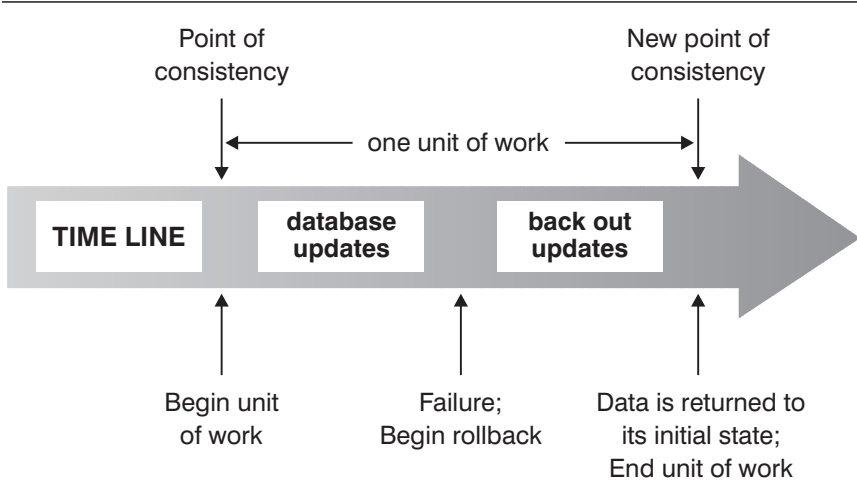 Point of
consistency
New point of
consistency
one unit of work
TIME LINE
database
updates
back out
updates
Begin unit
of work
Failure;
Begin rollback
Data is returned to
its initial state;
End unit of work